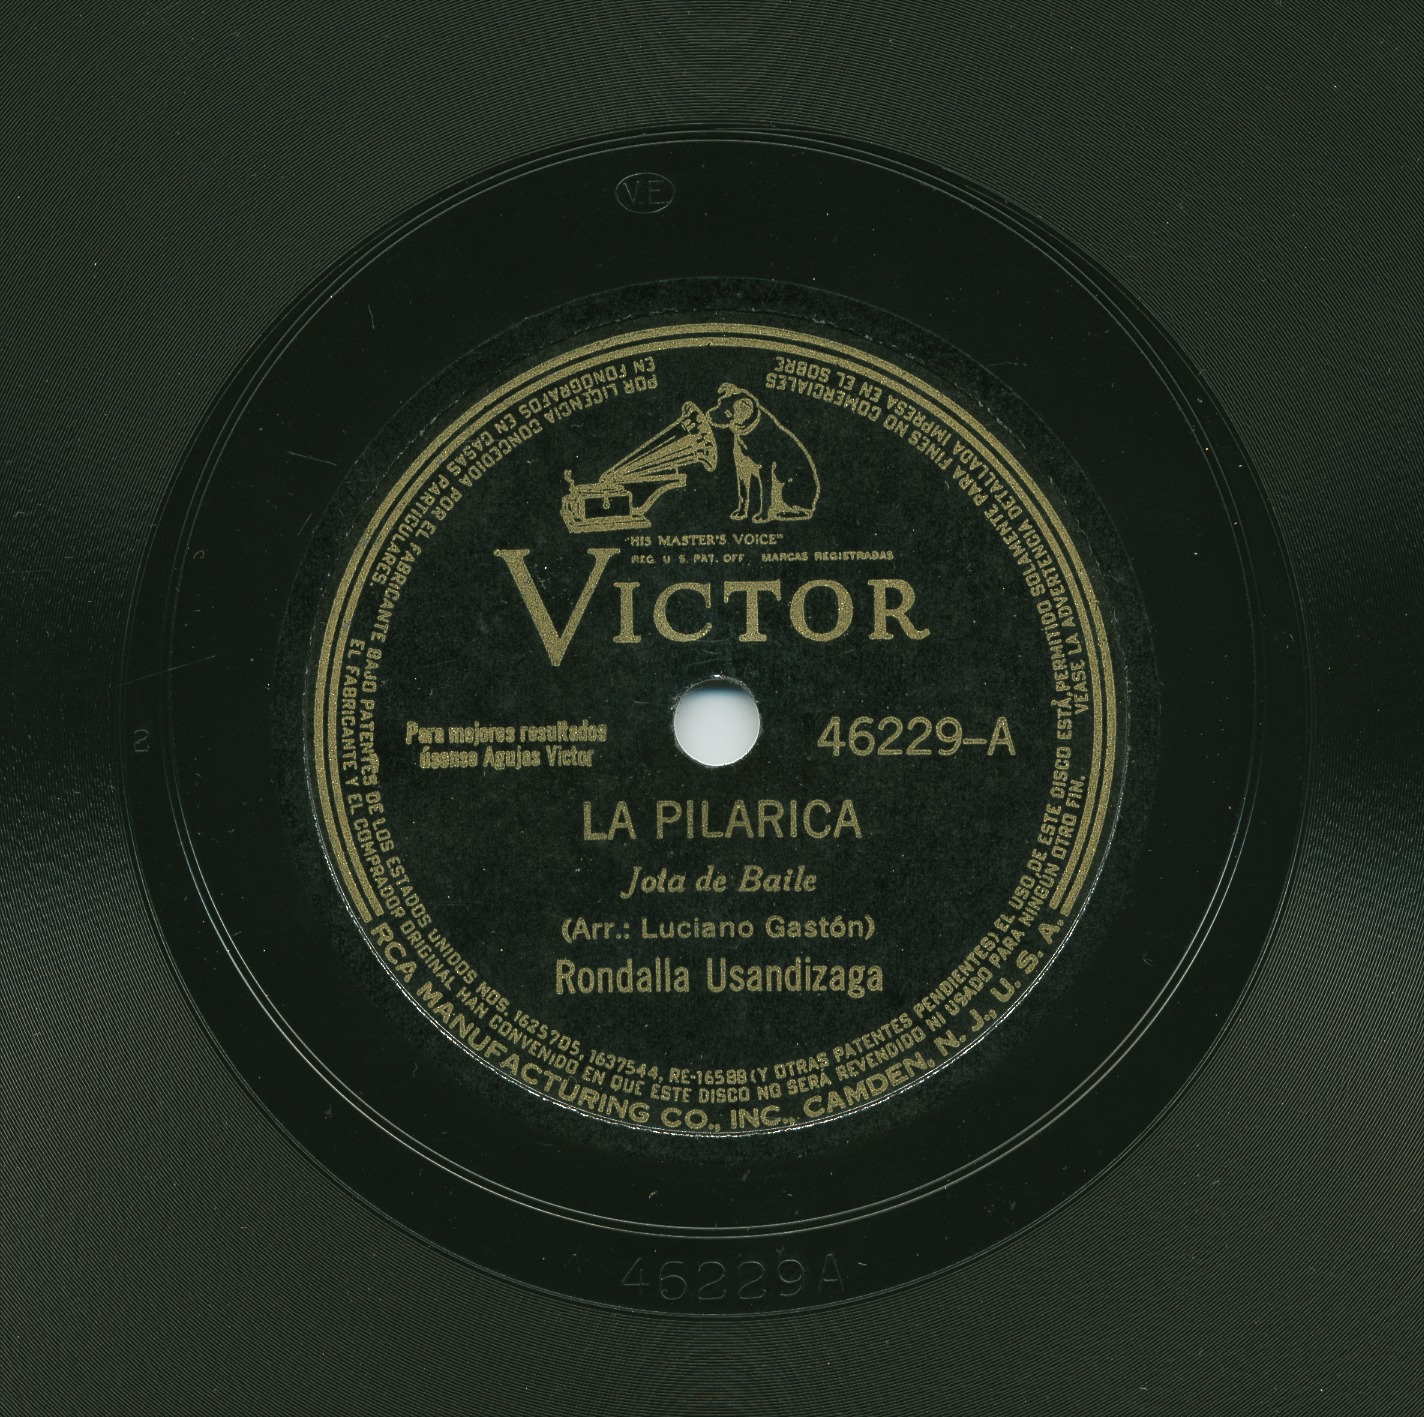 V.E
POR LICENCIA CONCEDIDA POR EL FABRICANTE BAJO PATENTES DE LOS ESTADOS UNIDOS NOS. 1625705, 1637544, RE-16588 (Y OTRAS PATENTES PENDIENTES) EL USO, DE ESTE DISCO ESTÁ, PERMITIDO SOLAMENTE PARA FINES NO COMERCIALES
EN FONÓGRAFOS EN CASAS PARTICULARES.
EL FABRICANTE Y EL COMPRADOR ORIGINAL HAN CONVENIDO EN QUE ESTE DISCO NO SERÁ REVENDIDO NI USADO PARA NINGÚN OTRO FIN.
VEASE LA ADVERTENCIA DETALLADA IMPRESA EN EL SOBRE
"HIS MASTER'S VOICE"
REG. U S. PAT. OFF MARCAS REGISTRADAS
VICTOR
Para mejores resultados
úsense Agujas Victor
46229-A
2
LA PILARICA
Jota de Baile
(Arr.: Luciano Gastón)
Rondalla Usandizaga
RCA MANUFACTURING CO., INC., CAMDEN, N. J., U. S. A.
46229A